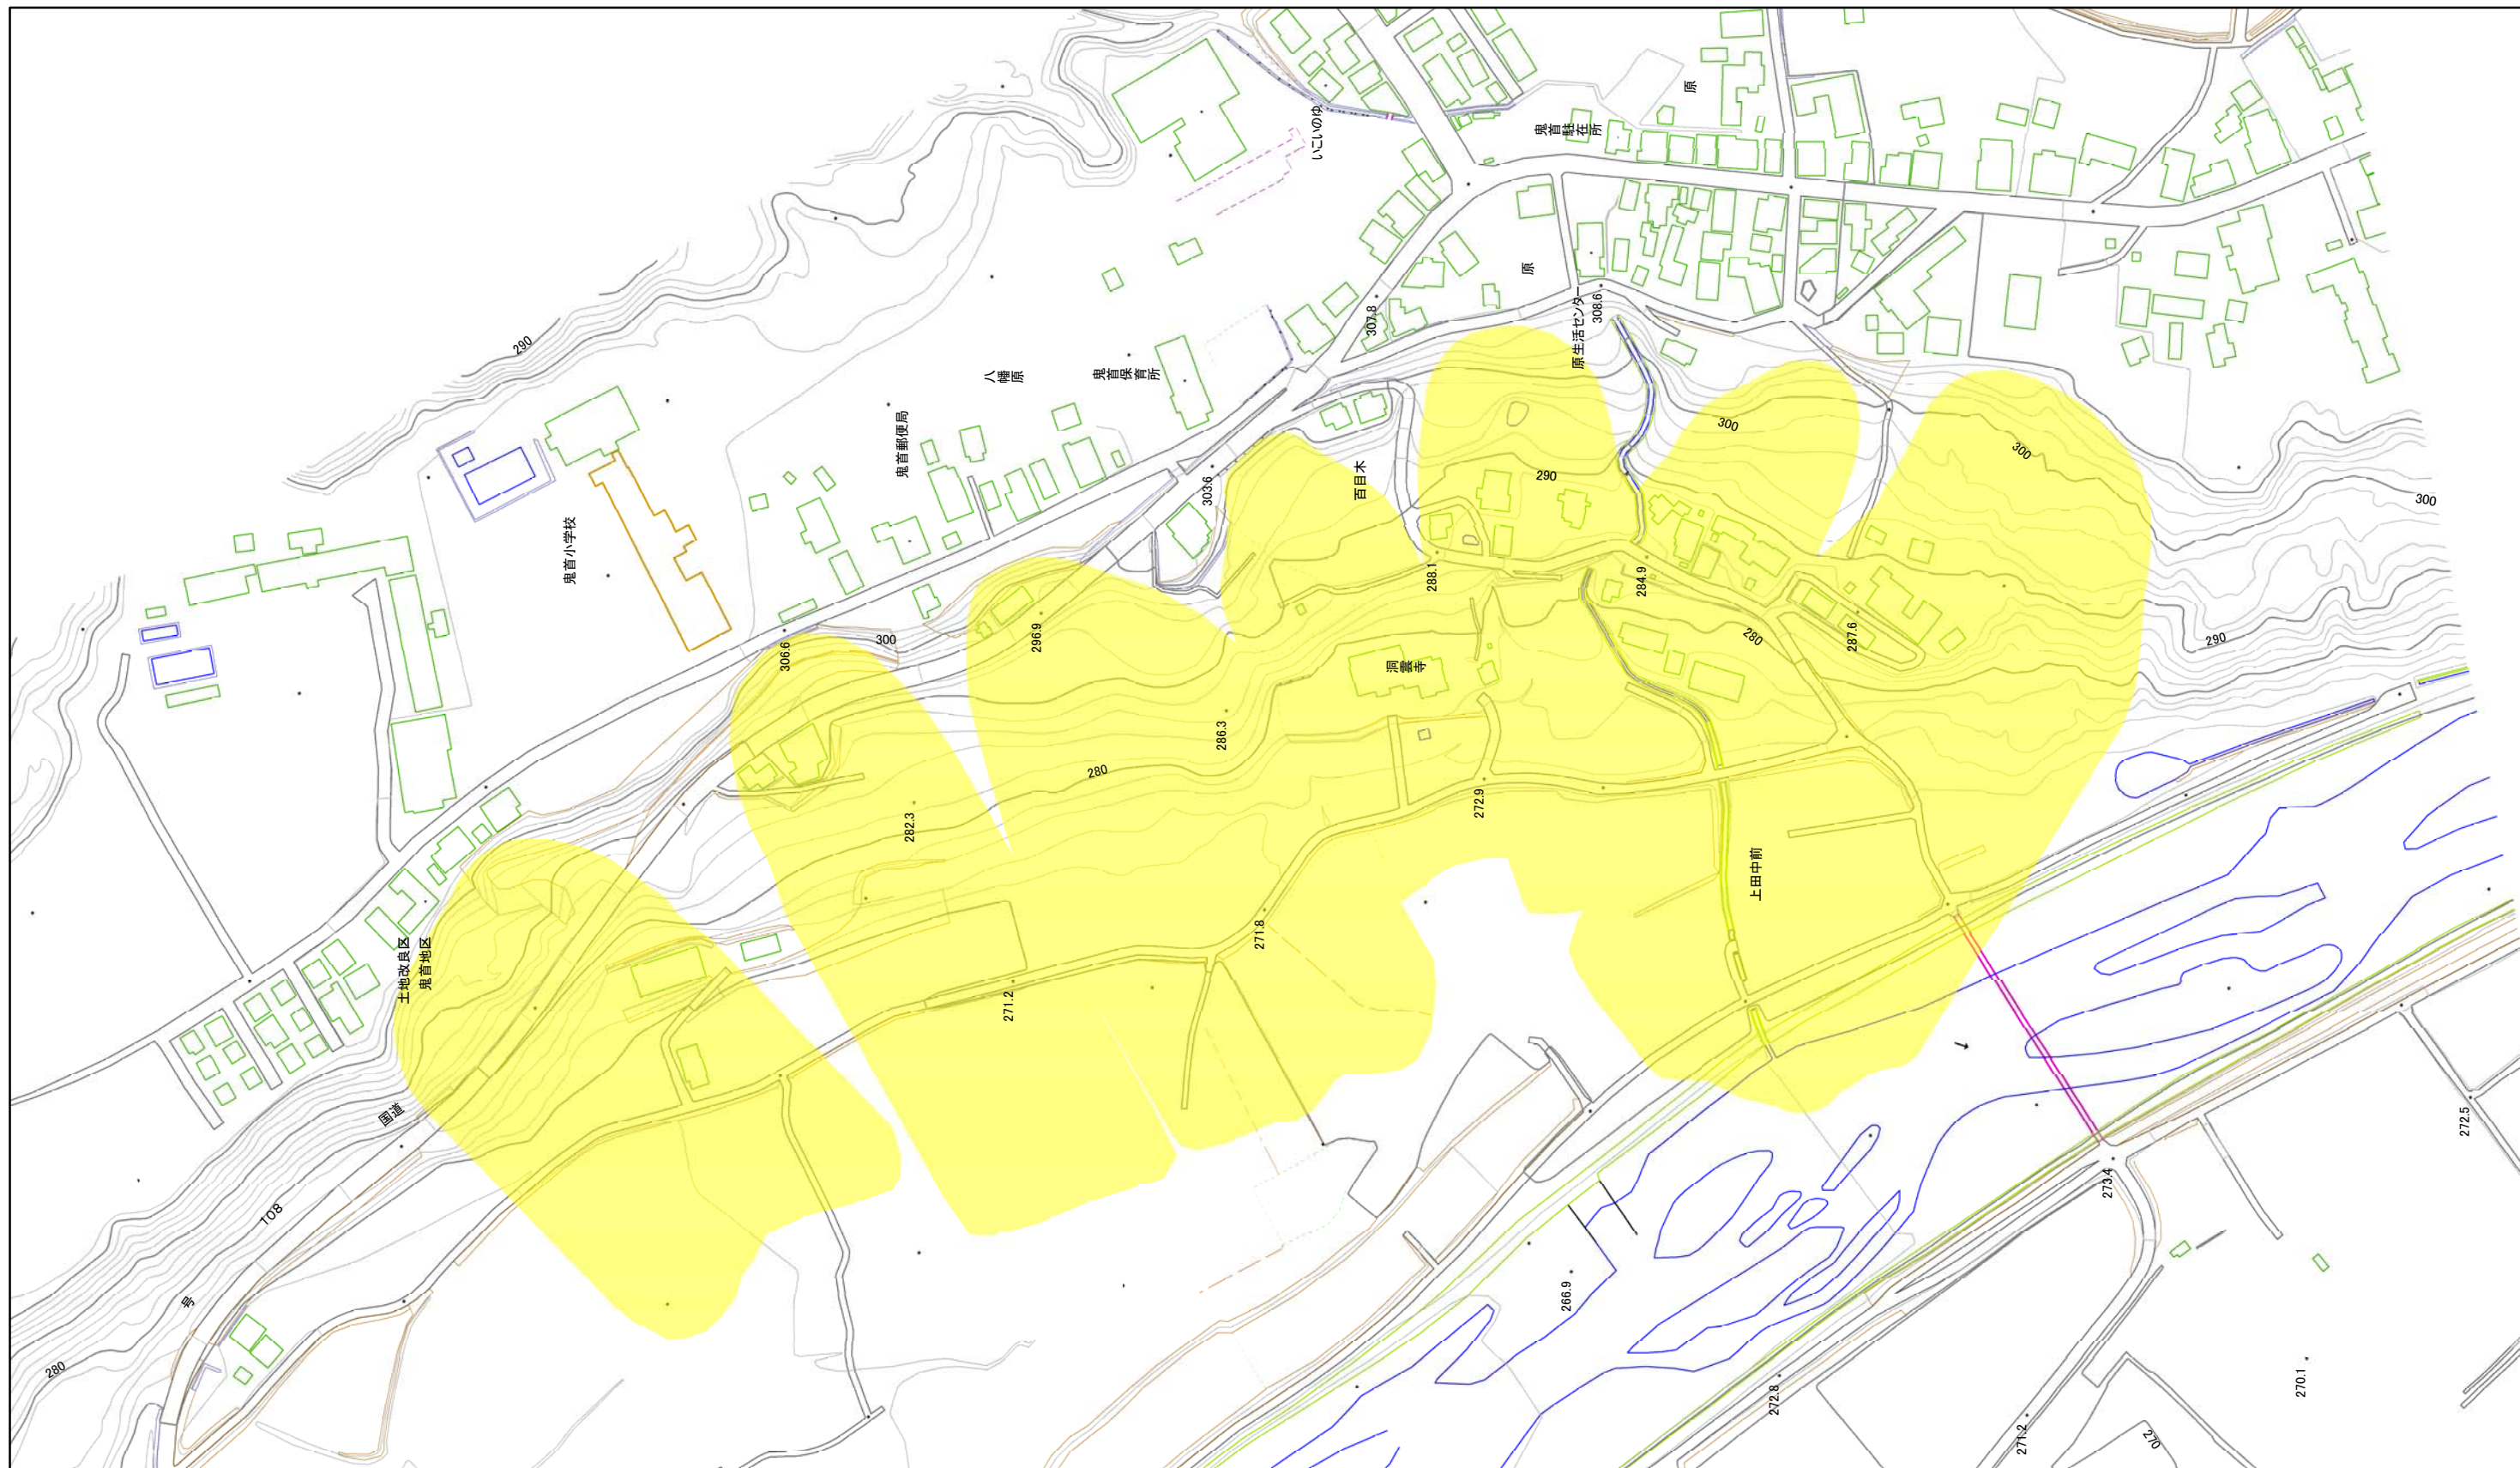 原
鬼首駐在所
いこいのゆ
原
原生活センター
308.6
307.8
290
八幡原
鬼首保育所
鬼首郵便局
300
300
百目木
290
303.6
300
鬼首小学校
288.1
284.9
296.9
300
306.6
280
287.6
290
洞雲寺
286.3
280
282.3
272.9
上田中前
271.8
土地改良区
鬼首地区
271.2
国道
108
号
272.5
273.4
266.9
280
272.8
270.1
271.2
270